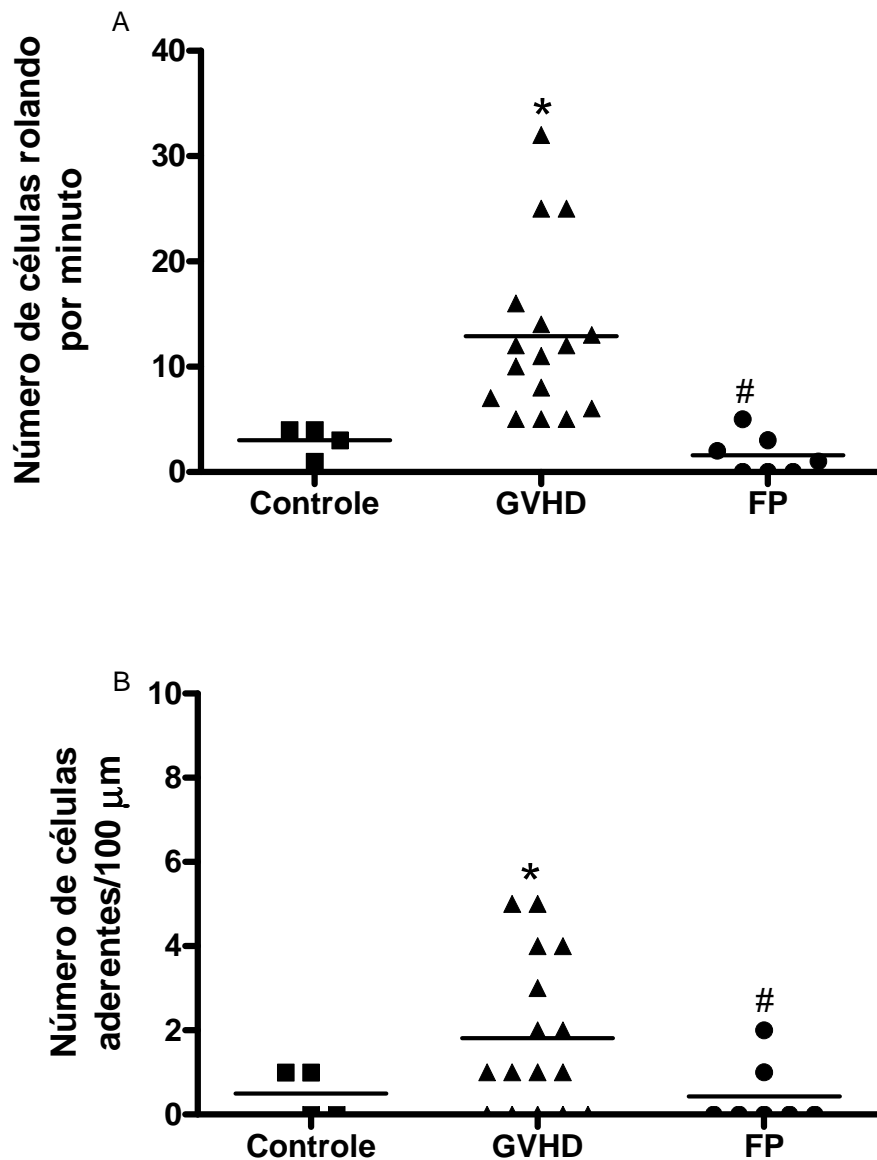 A
Número de células rolando
por minuto
40
30
20
10
0
*
#
Controle
GVHD
FP
B
Número de células
aderentes/100 μm
10
8
6
4
2
0
*
#
Controle
GVHD
FP